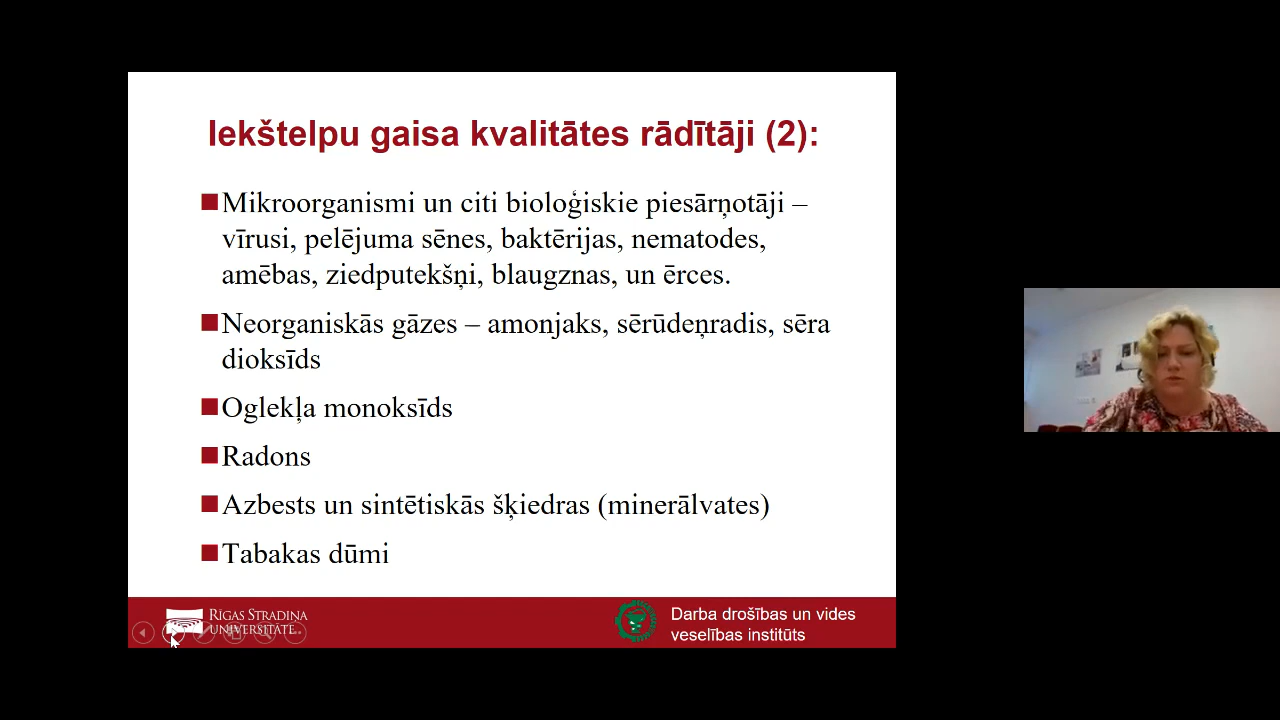 Iekštelpu gaisa kvalitātes rādītāji (2):
Mikroorganismi un citi bioloģiskie piesārņotāji –
vīrusi, pelējuma sēnes, baktērijas, nematodes,
amēbas, ziedputekšņi, blaugznas, un ērces.
Neorganiskās gāzes – amonjaks, sērūdeņradis, sēra
dioksīds
Oglekļa monoksīds
Radons
Azbests un sintētiskās šķiedras (minerālvates)
Tabakas dūmi
RĪGAS STRADIŅA
UNIVERSITĀTE
Darba drošības un vides
veselības institūts